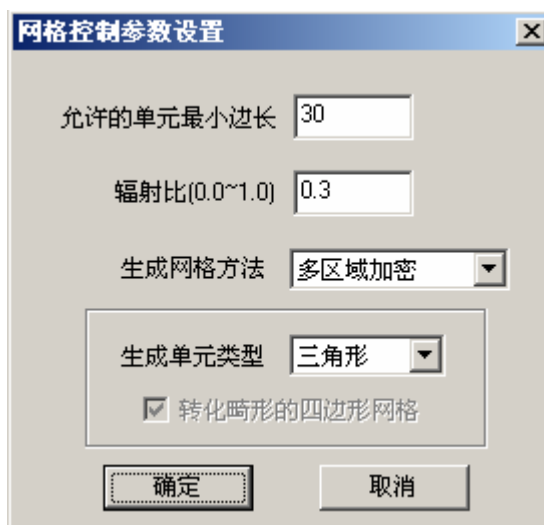 网格控制参数设置
允许的单元最小边长 30
辐射比(0.0~1.0) 0.3
生成网格方法 多区域加密
生成单元类型 三角形
转化畸形的四边形网格
确定 取消